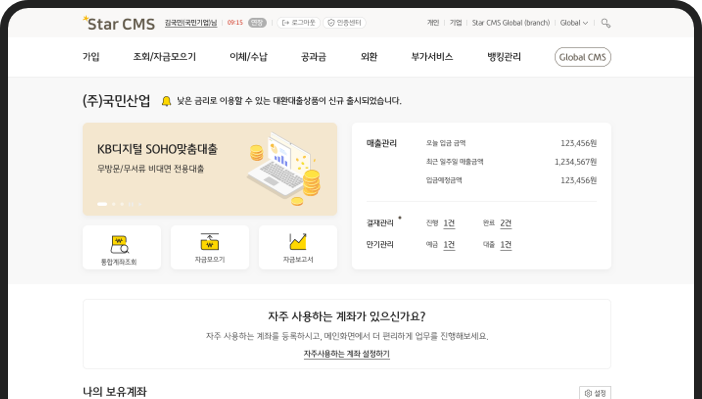 Star CMS 김국민(국민기업)님 09:15 연장 로그아웃 인증센터 개인 기업 Star CMS Global (branch) Global
가입 조회/자금모으기 이체/수납 공과금 외환 부가서비스 뱅킹관리 Global CMS
(주)국민산업 낮은 금리로 이용할 수 있는 대환대출상품이 신규 출시되었습니다.
KB디지털 SOHO맞춤대출
무방문/무서류 비대면 전용대출
통합계좌조회
자금모으기
자금보고서
매출관리 오늘 입금 금액 123,456원
최근 일주일 매출금액 1,234,567원
입금예정금액 123,456원
결재관리 진행 1건 완료 2건
만기관리 예금 1건 대출 1건
자주 사용하는 계좌가 있으신가요?
자주 사용하는 계좌를 등록하시고, 메인화면에서 더 편리하게 업무를 진행해보세요.
자주사용하는 계좌 설정하기
나의 보유계좌 설정